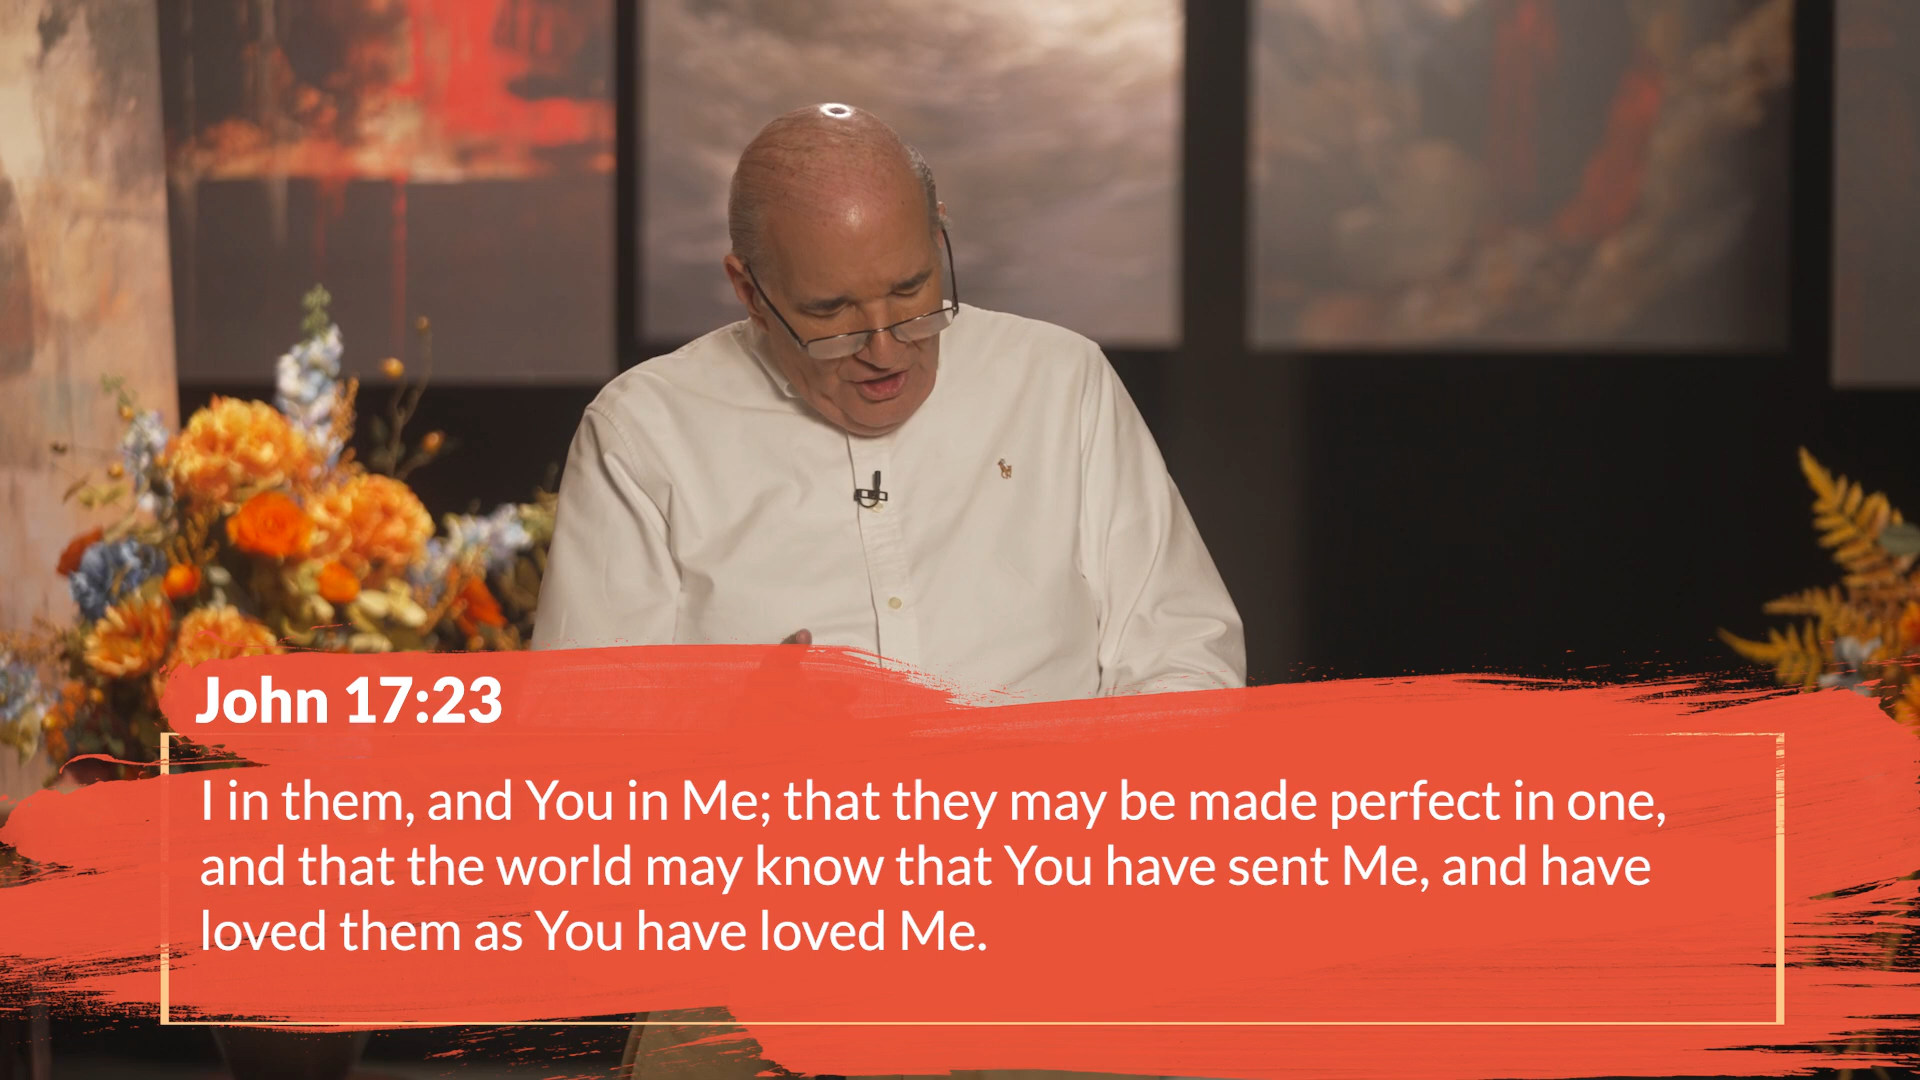 John 17:23
I in them, and You in Me; that they may be made perfect in one,
and that the world may know that You have sent Me, and have
loved them as You have loved Me.